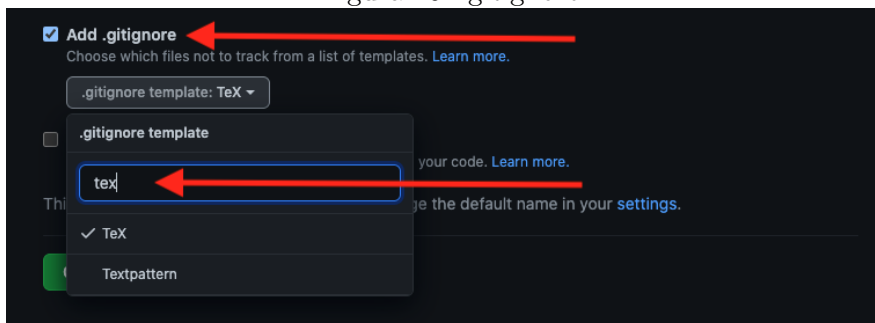 Add .gitignore
Choose which files not to track from a list of templates. Learn more.
.gitignore template: TeX
.gitignore template
your code. Learn more.
tex
the default name in your settings.
TeX
Textpattern